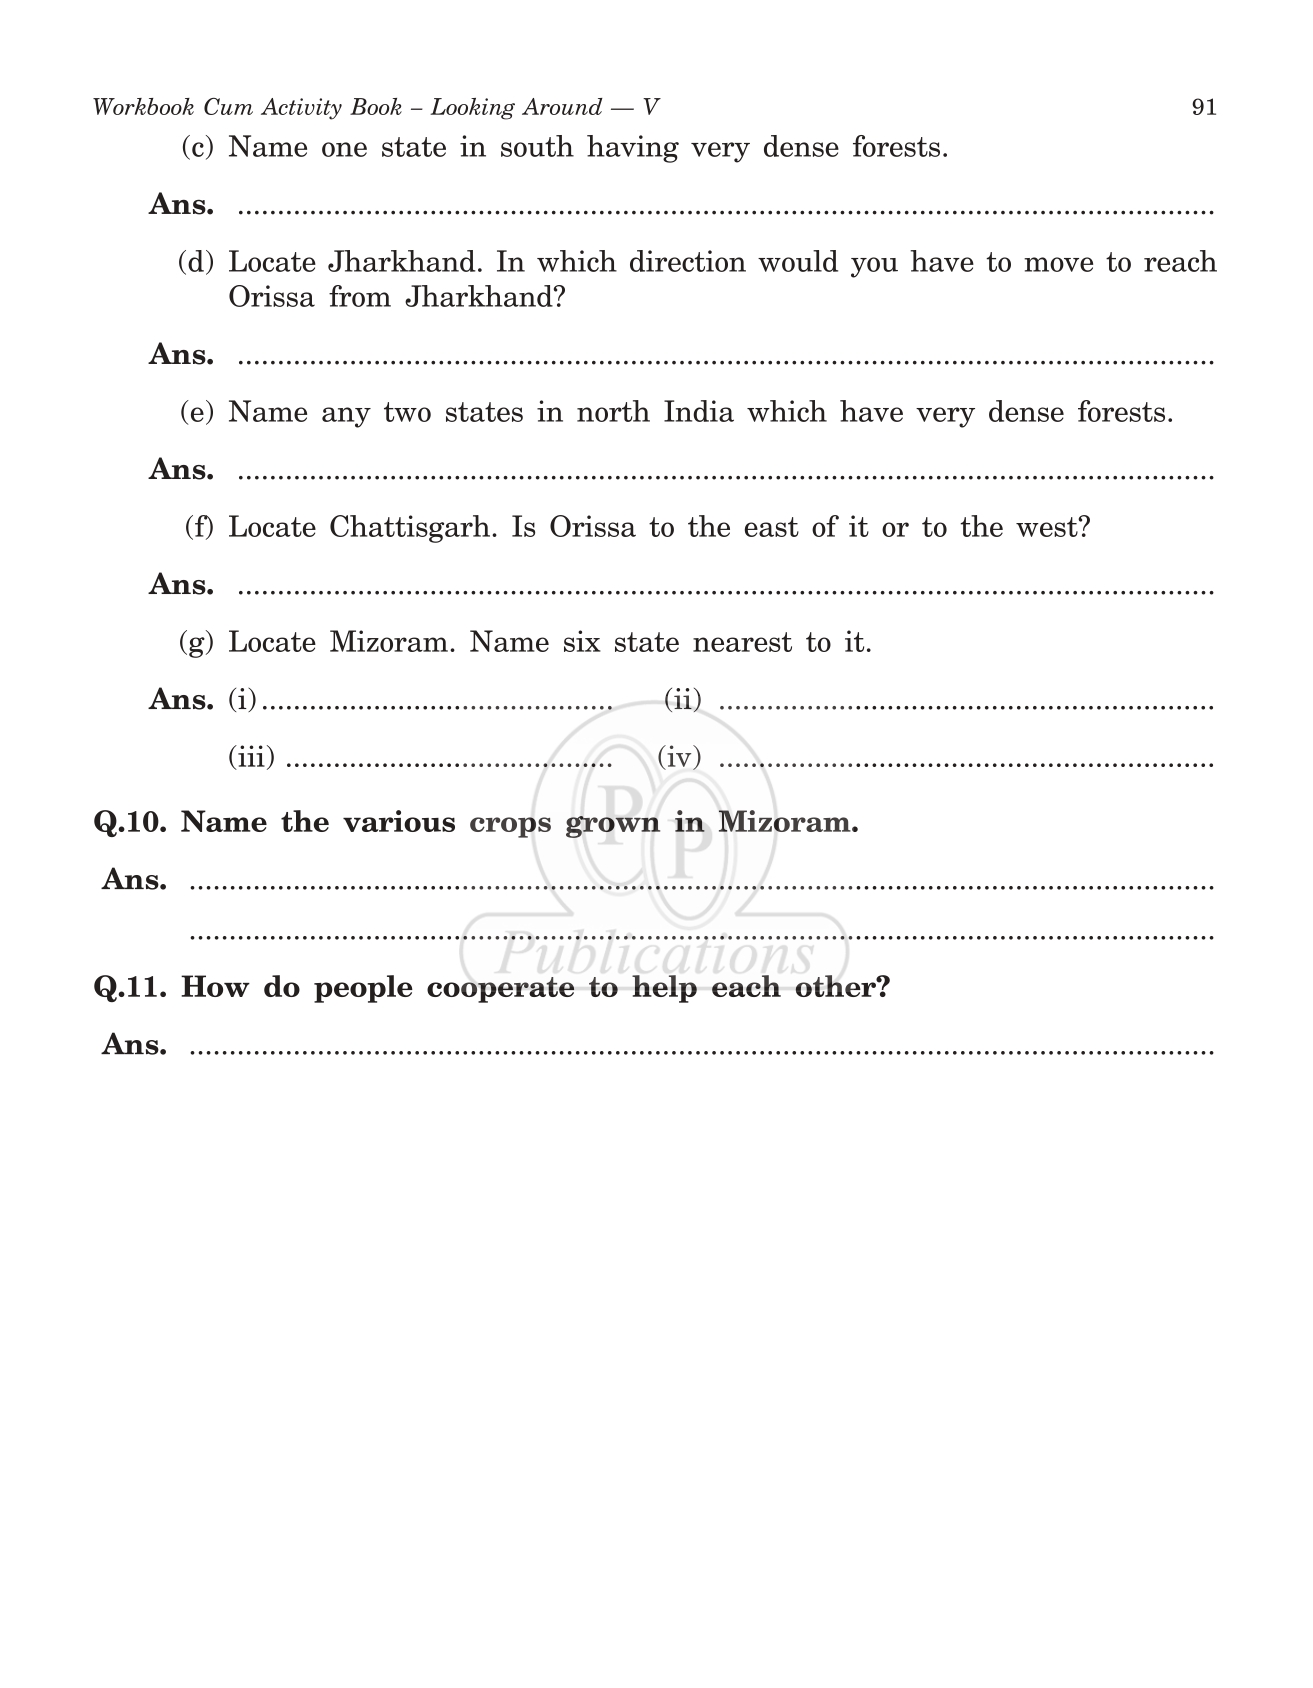 Workbook Cum Activity Book – Looking Around — V 91
(c) Name one state in south having very dense forests.
Ans. ..........................................................................................................................
(d) Locate Jharkhand. In which direction would you have to move to reach
Orissa from Jharkhand?
Ans. ..........................................................................................................................
(e) Name any two states in north India which have very dense forests.
Ans. ..........................................................................................................................
(f) Locate Chattisgarh. Is Orissa to the east of it or to the west?
Ans. ..........................................................................................................................
(g) Locate Mizoram. Name six state nearest to it.
Ans. (i)............................................ (ii) ..............................................................
(iii) ......................................... (iv) ..............................................................
Q.10. Name the various crops grown in Mizoram.
Ans. ................................................................................................................................
................................................................................................................................
PP
Publications
Q.11. How do people cooperate to help each other?
Ans. ................................................................................................................................